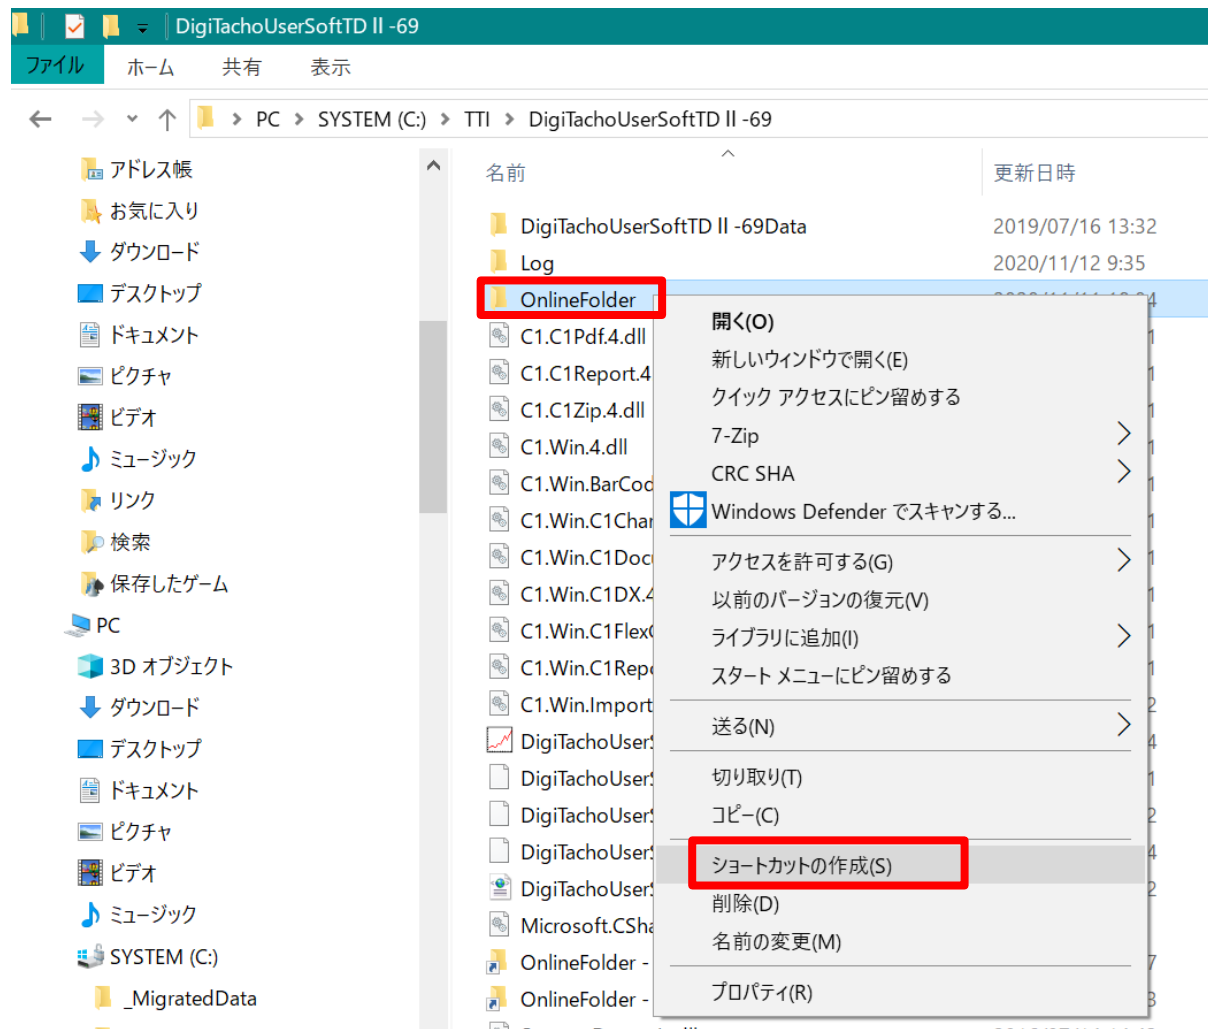 DigiTachoUserSoftTD Ⅱ -69
ファイル ホーム 共有 表示
PC > SYSTEM (C:) > TTI > DigiTachoUserSoftTD Ⅱ -69
アドレス帳
お気に入り
ダウンロード
デスクトップ
ドキュメント
ピクチャ
ビデオ
ミュージック
リンク
検索
保存したゲーム
PC
3D オブジェクト
ダウンロード
デスクトップ
ドキュメント
ピクチャ
ビデオ
ミュージック
SYSTEM (C:)
_MigratedData
名前 更新日時
DigiTachoUserSoftTD Ⅱ -69Data 2019/07/16 13:32
Log 2020/11/12 9:35
OnlineFolder
C1.C1Pdf.4.dll
C1.C1Report.4
C1.C1Zip.4.dll
C1.Win.4.dll
C1.Win.BarCod
C1.Win.C1Char
C1.Win.C1Doc
C1.Win.C1DX.4
C1.Win.C1Flex
C1.Win.C1Rep
C1.Win.Import
DigiTachoUser
DigiTachoUser
DigiTachoUser
DigiTachoUser
DigiTachoUser
Microsoft.CSha
OnlineFolder -
OnlineFolder -
開く(O)
新しいウィンドウで開く(E)
クイック アクセスにピン留めする
7-Zip
CRC SHA
Windows Defender でスキャンする...
アクセスを許可する(G)
以前のバージョンの復元(V)
ライブラリに追加(I)
スタート メニューにピン留めする
送る(N)
切り取り(T)
コピー(C)
ショートカットの作成(S)
削除(D)
名前の変更(M)
プロパティ(R)